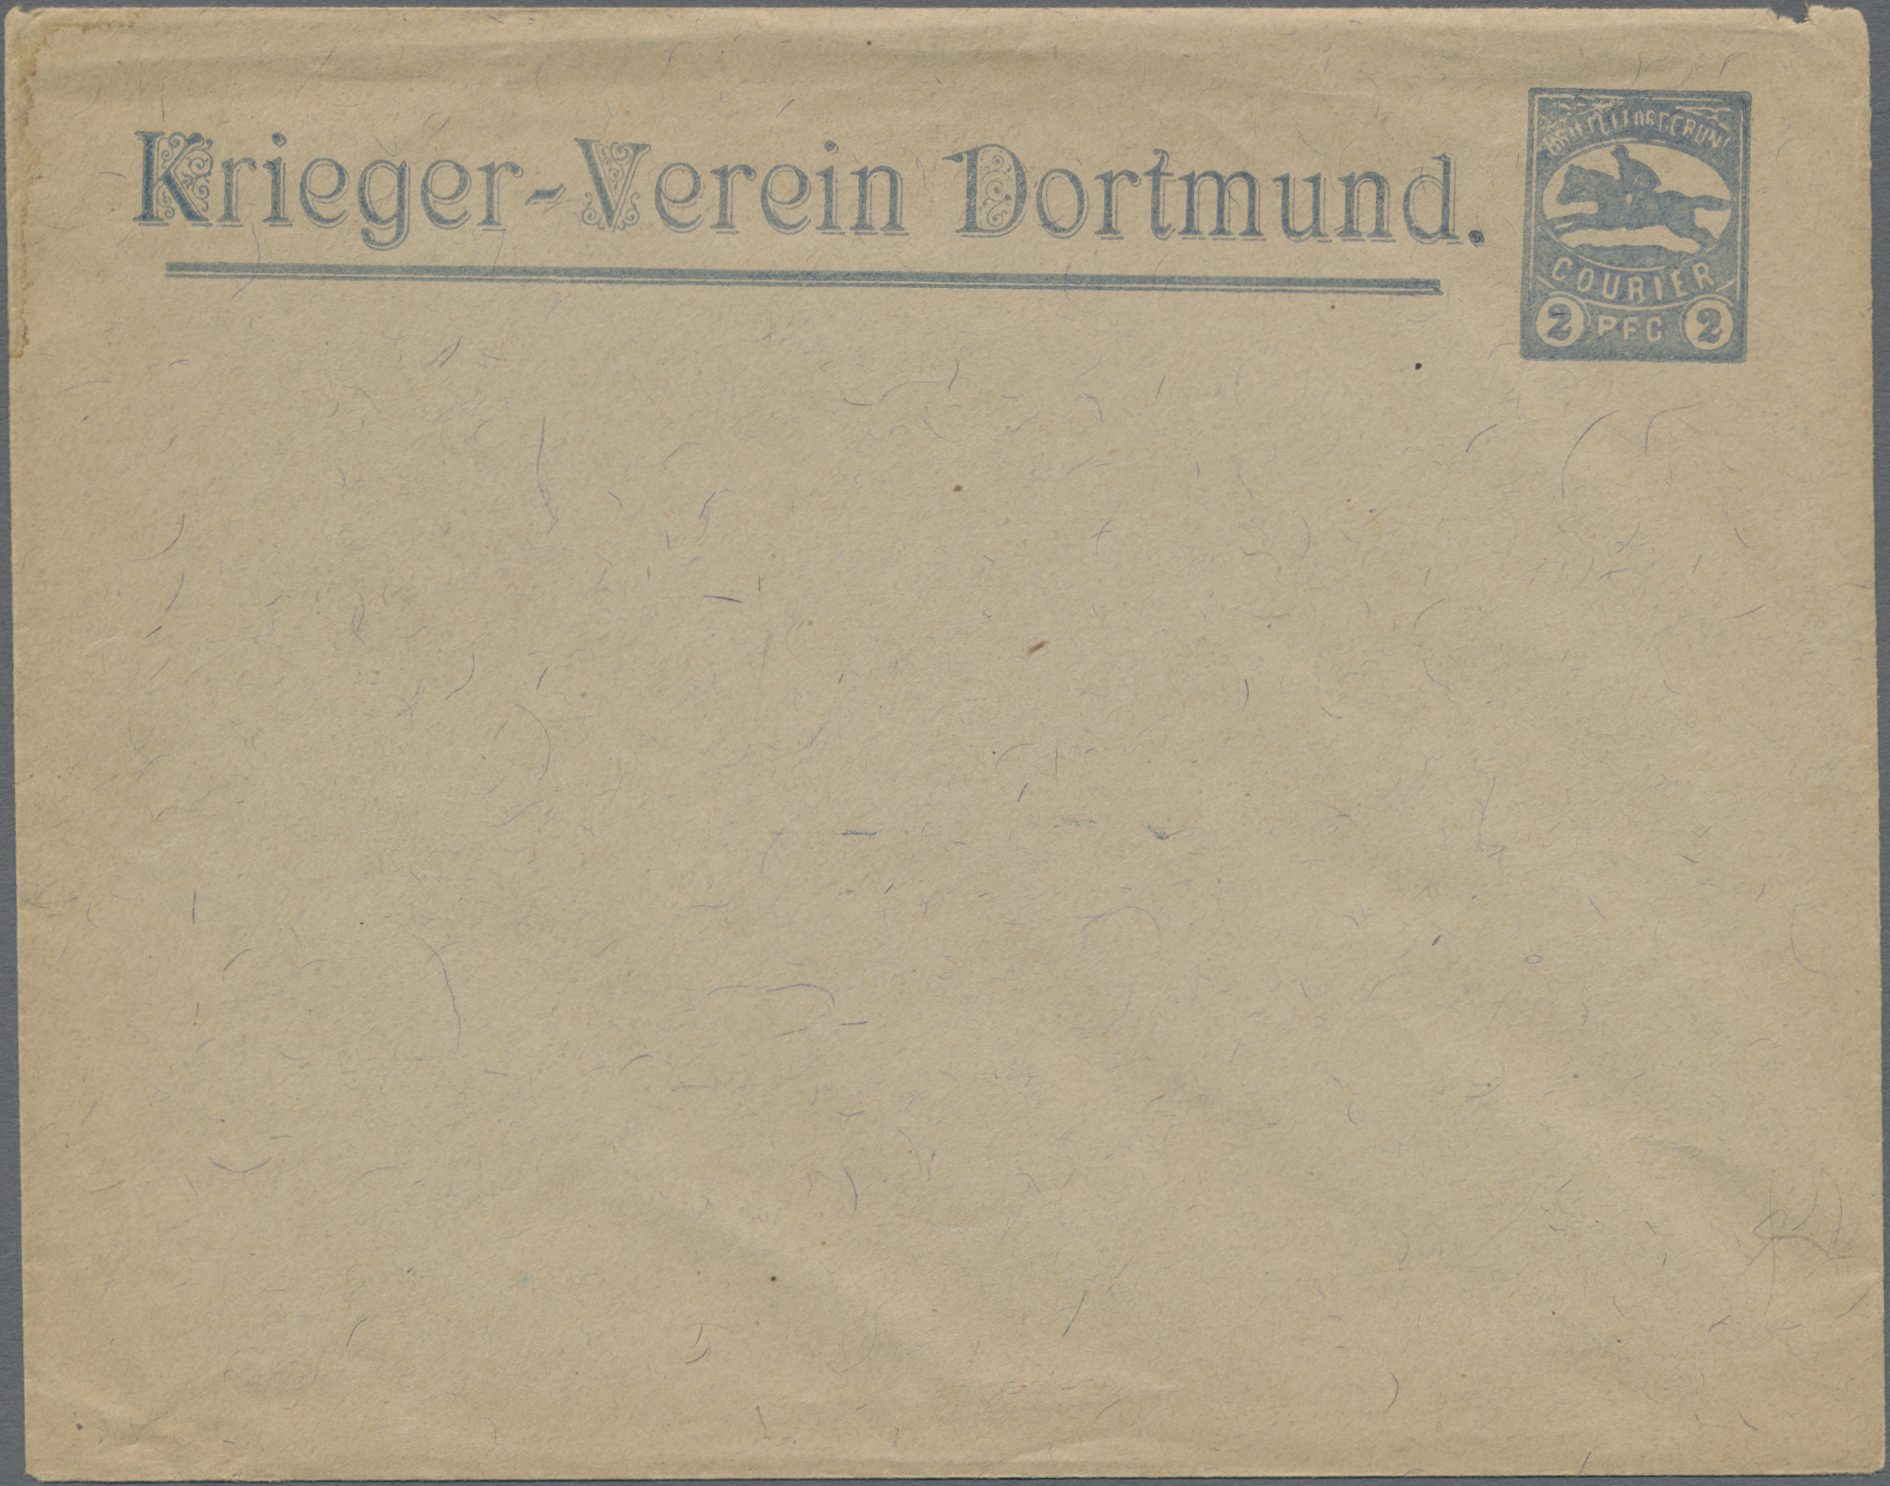 Krieger-Verein Dortmund.
COURIER
2 PFG 2